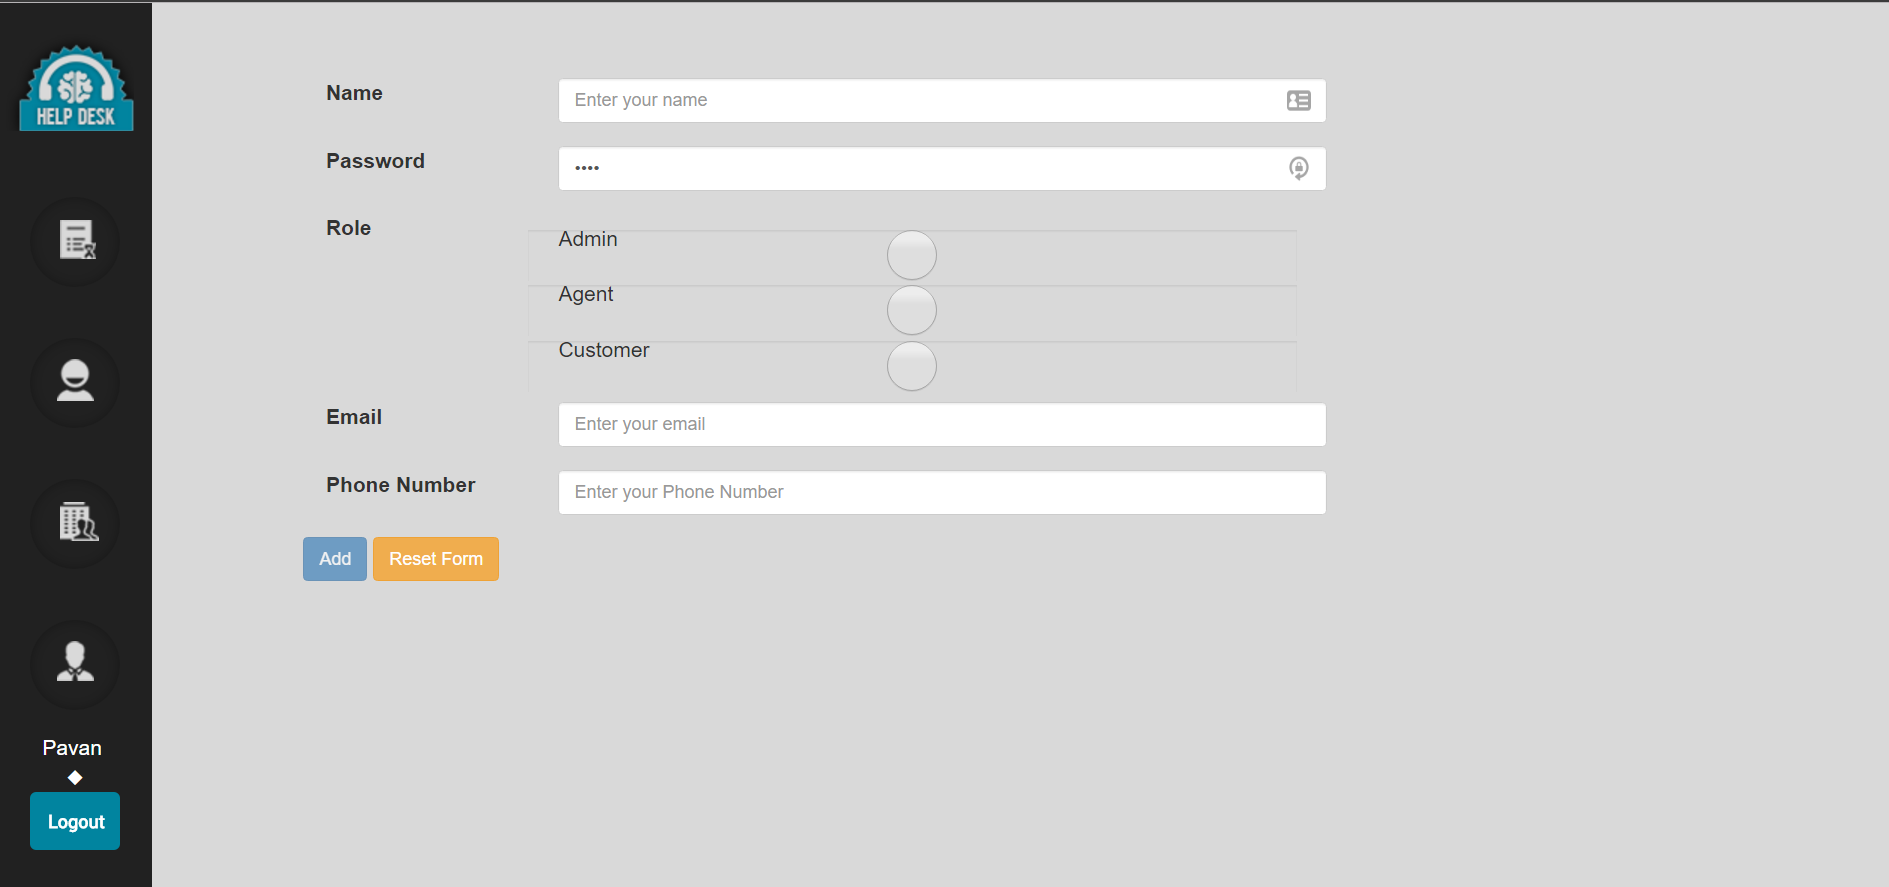 HELP DESK
Name
Enter your name
Password
••••
Role
Admin
Agent
Customer
Email
Enter your email
Phone Number
Enter your Phone Number
Add
Reset Form
Pavan
Logout